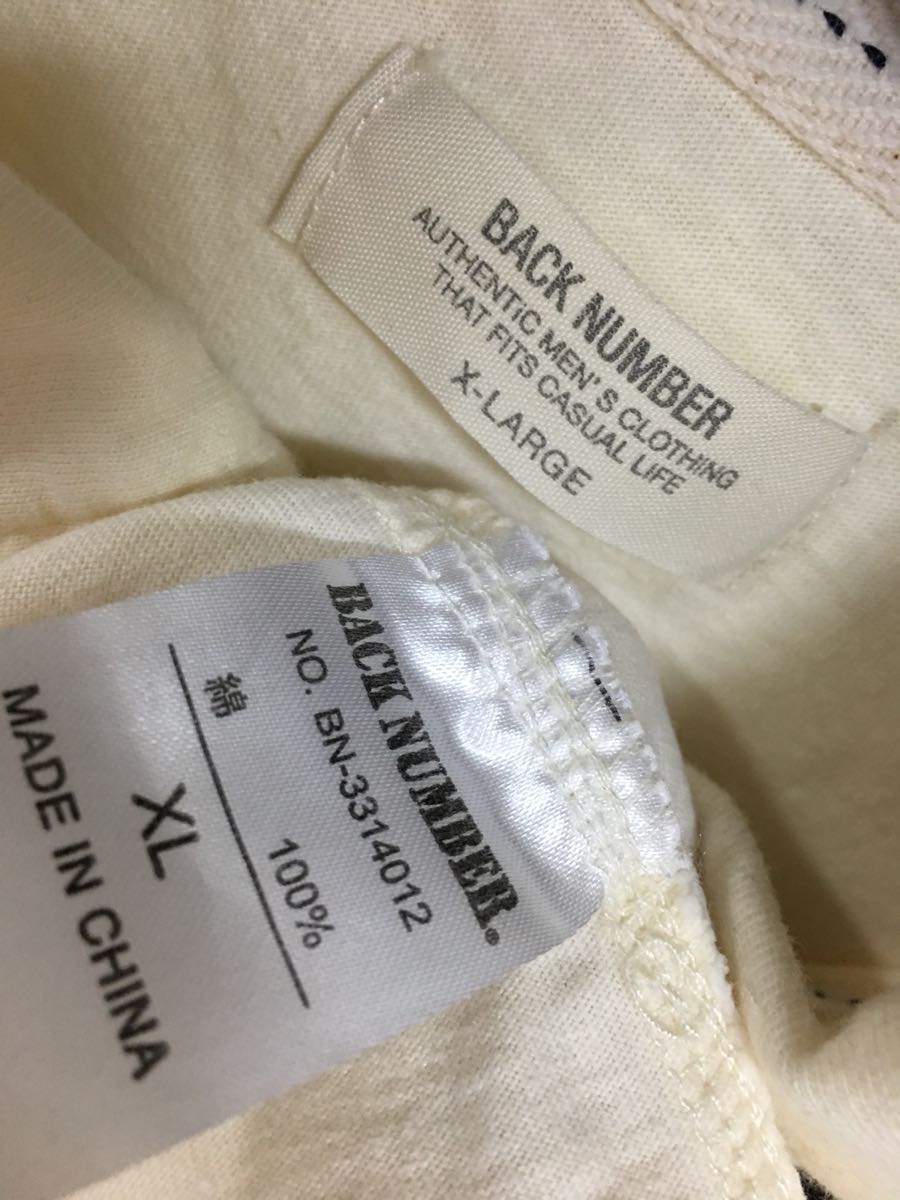 BACK NUMBER
AUTHENTIC MEN'S CLOTHING
THAT FITS CASUAL LIFE
X-LARGE
BACK NUMBER®
NO. BN-3314012
綿 100%
XL
MADE IN CHINA